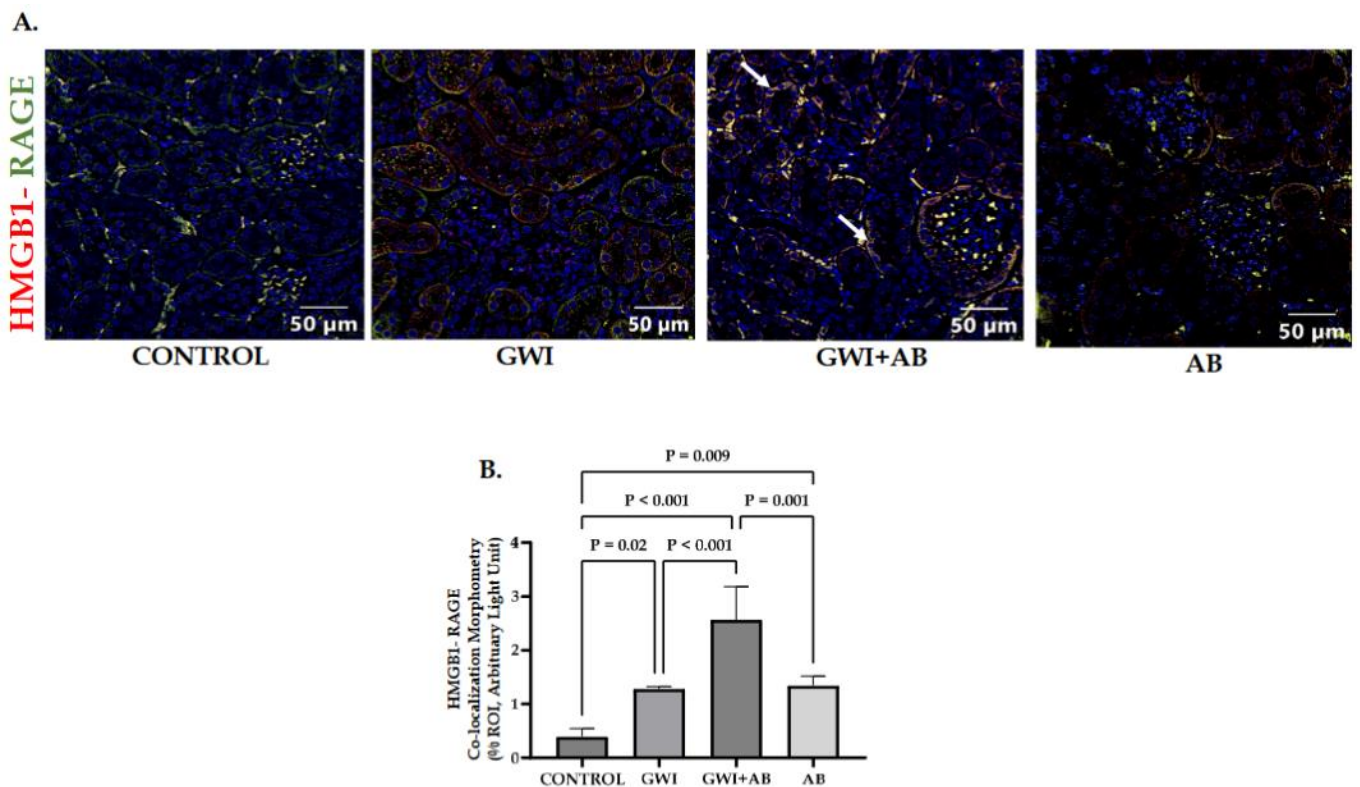 A.
HMGB1- RAGE
50 µm
50 µm
50 µm
50 µm
CONTROL
GWI
GWI+AB
AB
B.
P = 0.009
P < 0.001
P = 0.001
P = 0.02
P < 0.001
HMGB1- RAGE
Co-localization Morphometry
(% ROI, Arbituary Light Unit)
4
3
2
1
0
CONTROL
GWI
GWI+AB
AB